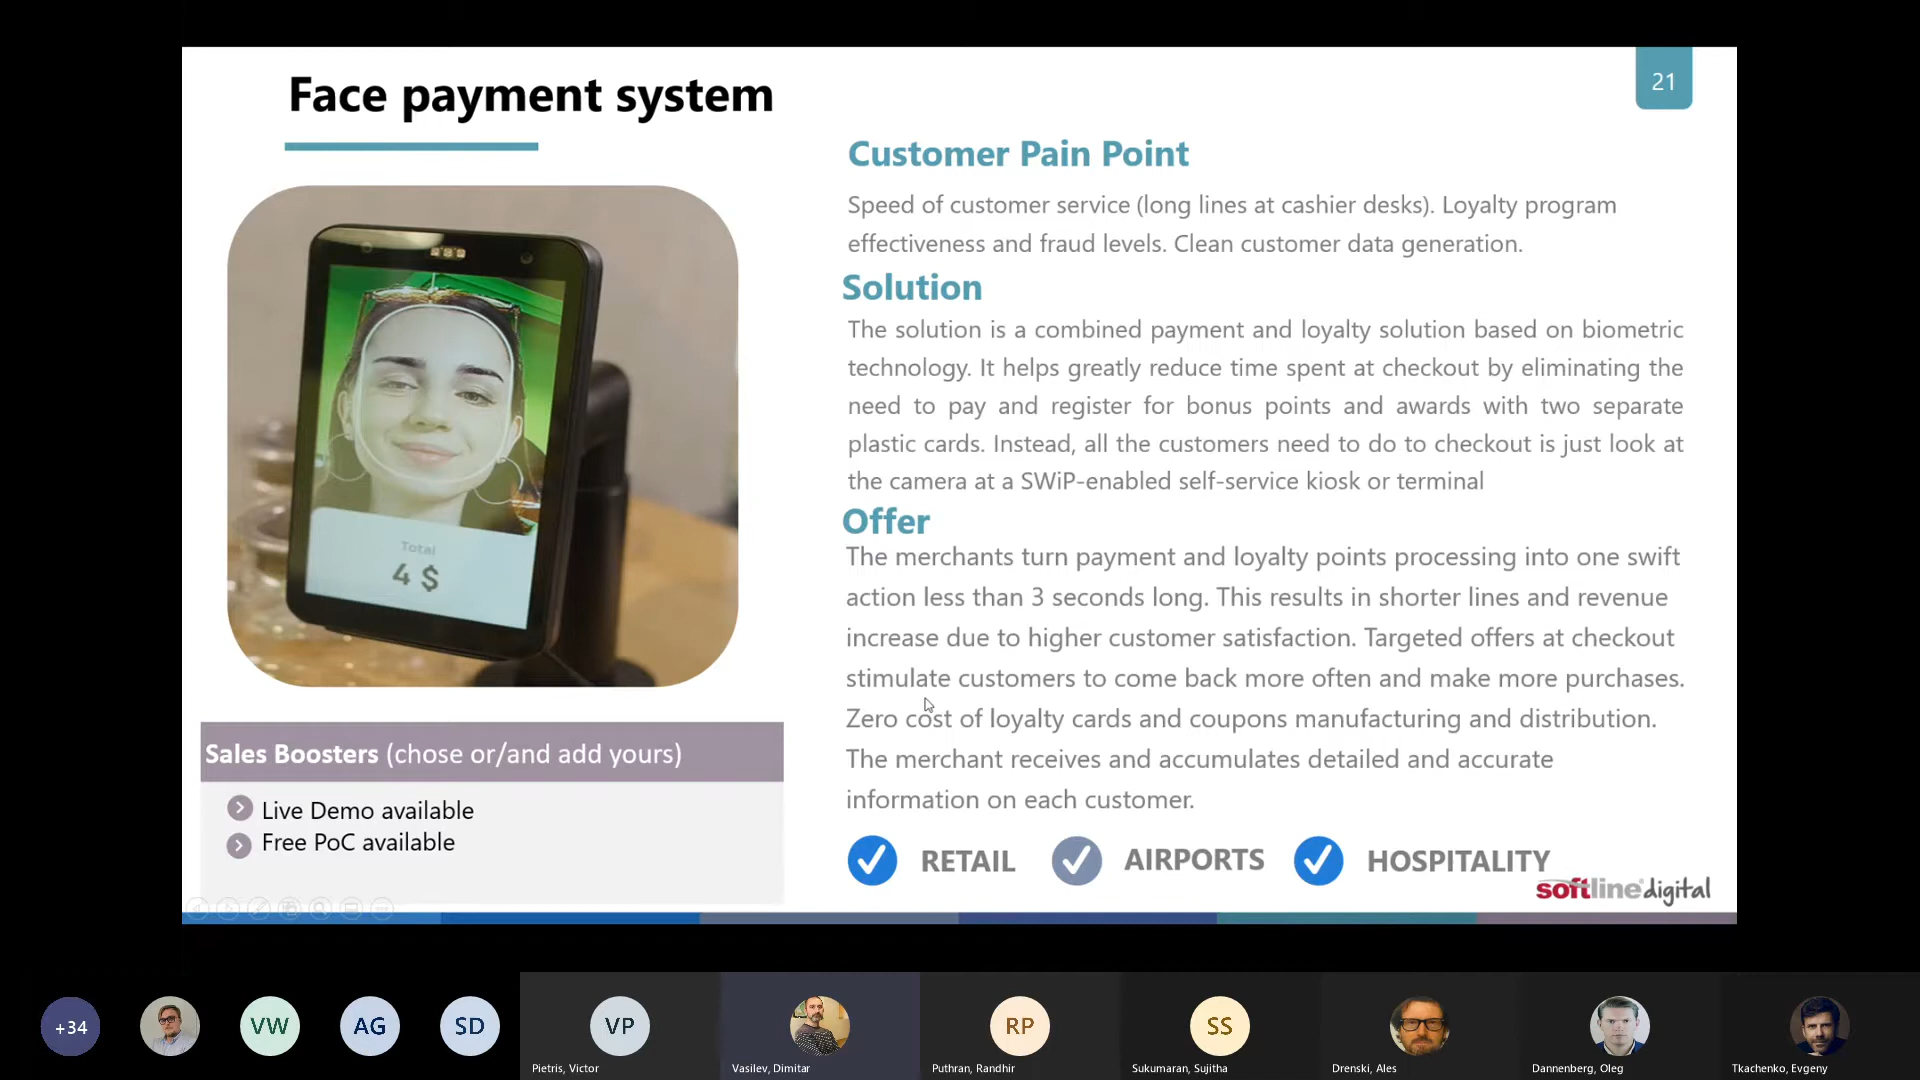 Face payment system
21
Customer Pain Point
Speed of customer service (long lines at cashier desks). Loyalty program
effectiveness and fraud levels. Clean customer data generation.
Solution
The solution is a combined payment and loyalty solution based on biometric
technology. It helps greatly reduce time spent at checkout by eliminating the
need to pay and register for bonus points and awards with two separate
plastic cards. Instead, all the customers need to do to checkout is just look at
the camera at a SWiP-enabled self-service kiosk or terminal
Offer
The merchants turn payment and loyalty points processing into one swift
action less than 3 seconds long. This results in shorter lines and revenue
increase due to higher customer satisfaction. Targeted offers at checkout
stimulate customers to come back more often and make more purchases.
Zero cost of loyalty cards and coupons manufacturing and distribution.
The merchant receives and accumulates detailed and accurate
information on each customer.
RETAIL AIRPORTS HOSPITALITY
softline digital
Total
4 $
Sales Boosters (chose or/and add yours)
Live Demo available
Free PoC available
+34 VW AG SD VP RP SS
Pietris, Victor Vasilev, Dimitar Puthran, Randhir Sukumaran, Sujitha Drenski, Ales Dannenberg, Oleg Tkachenko, Evgeny